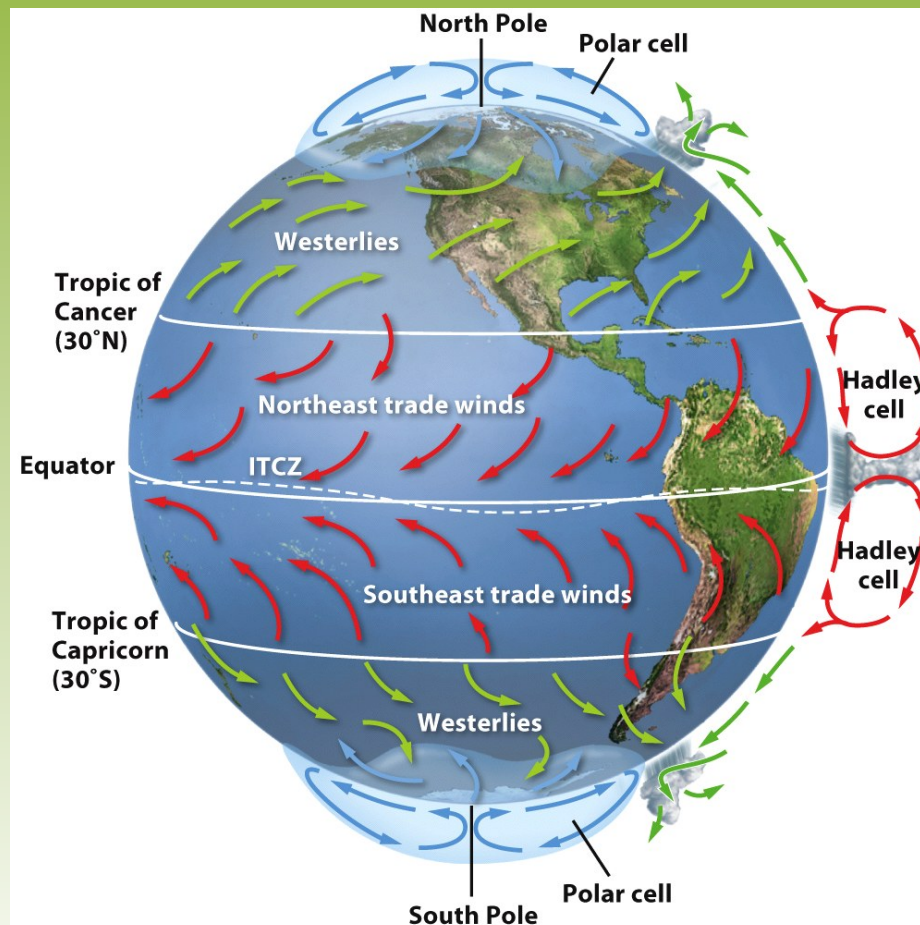 North Pole
Polar cell
Westerlies
Tropic of
Cancer
(30˚N)
Hadley
cell
Northeast trade winds
Equator
ITCZ
Hadley
cell
Southeast trade winds
Tropic of
Capricorn
(30˚S)
Westerlies
Polar cell
South Pole